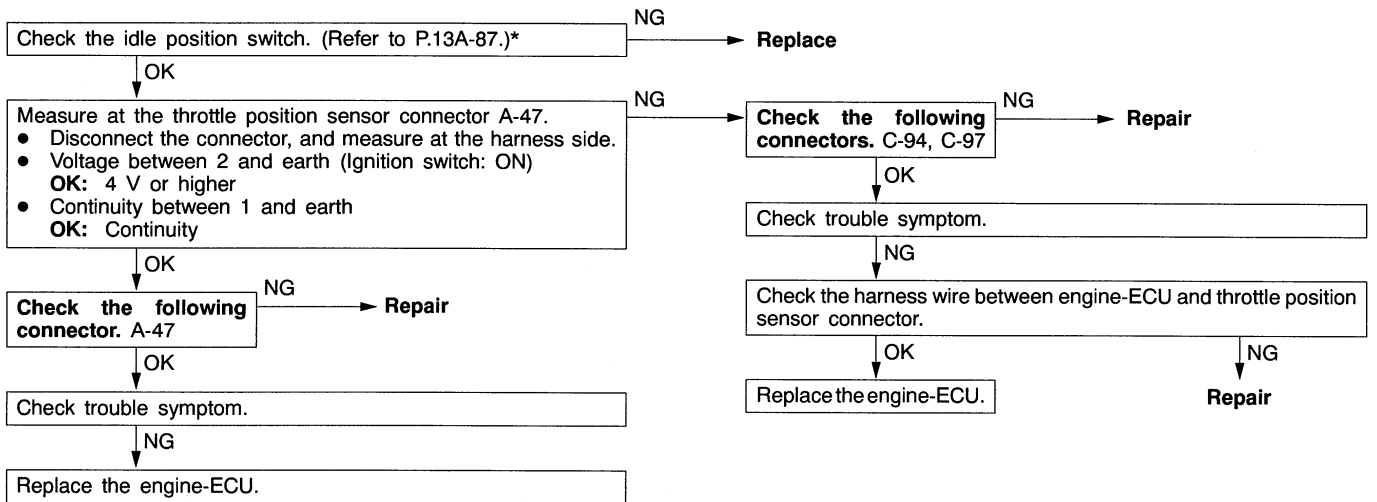 Check the idle position switch. (Refer to P.13A-87.)*
NG
Replace
OK
Measure at the throttle position sensor connector A-47.
● Disconnect the connector, and measure at the harness side.
● Voltage between 2 and earth (Ignition switch: ON)
OK: 4 V or higher
● Continuity between 1 and earth
OK: Continuity
NG
Check the following
connectors. C-94, C-97
NG
Repair
OK
Check trouble symptom.
NG
Check the harness wire between engine-ECU and throttle position
sensor connector.
OK
Replace the engine-ECU.
NG
Repair
OK
Check the following
connector. A-47
NG
Repair
OK
Check trouble symptom.
NG
Replace the engine-ECU.